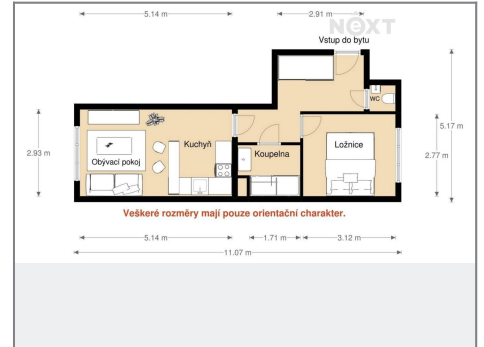 5.14 m
2.91 m
NEXT
Vstup do bytu
WC
Kuchyň
Obývací pokoj
Koupelna
Ložnice
2.93 m
2.77 m
5.17 m
Veškeré rozměry mají pouze orientační charakter.
5.14 m
1.71 m
3.12 m
11.07 m